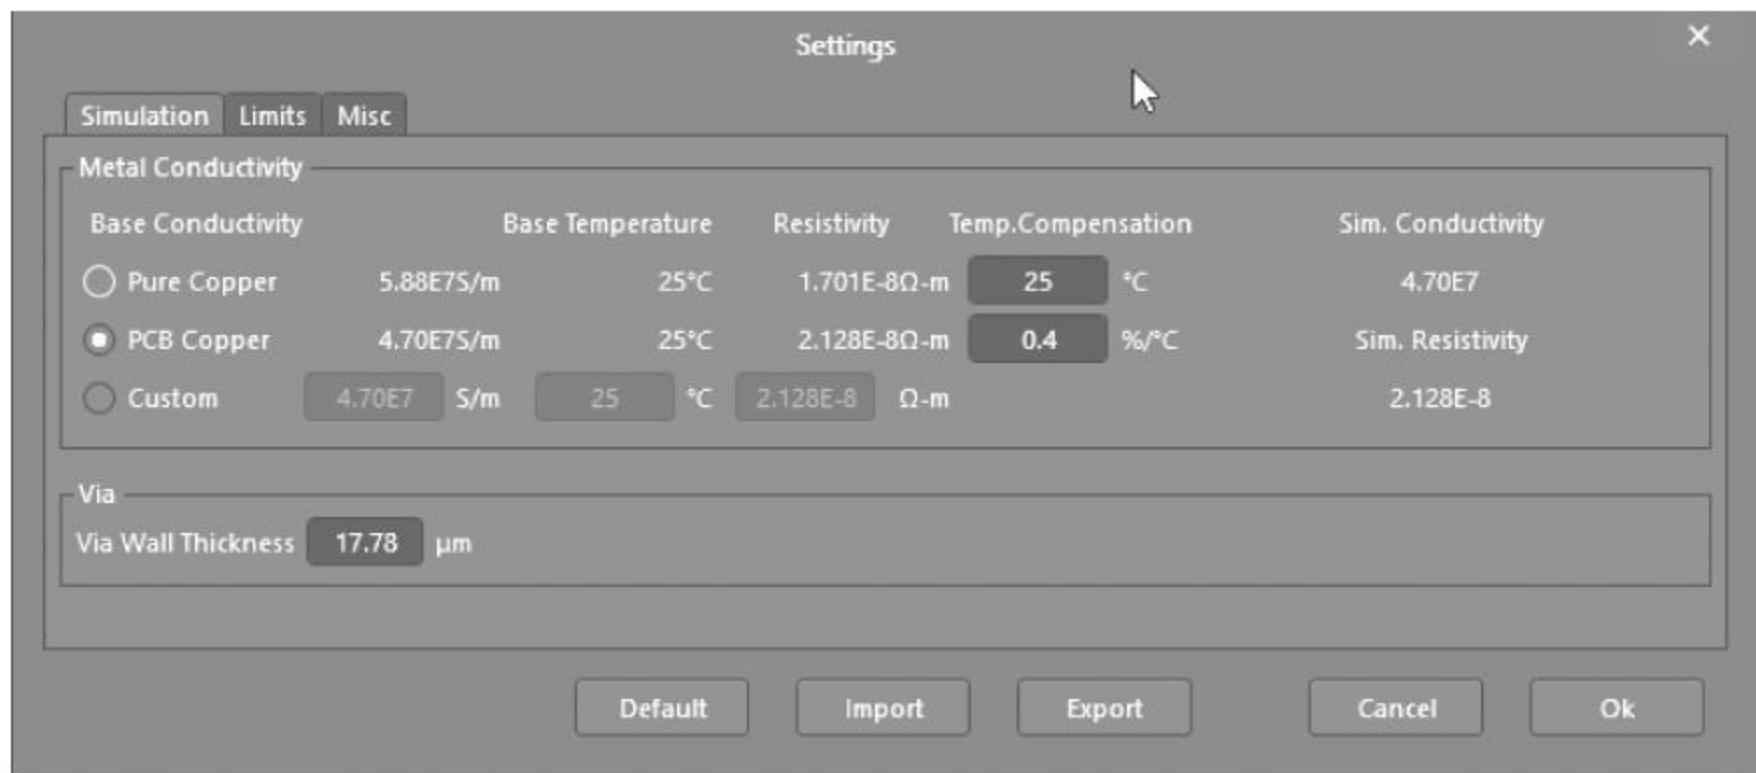 Settings
Simulation Limits Misc
Metal Conductivity
Base Conductivity Base Temperature Resistivity Temp.Compensation Sim. Conductivity
Pure Copper 5.88E7S/m 25°C 1.701E-8Ω-m 25 °C 4.70E7
PCB Copper 4.70E7S/m 25°C 2.128E-8Ω-m 0.4 %/°C Sim. Resistivity
Custom 4.70E7 S/m 25 °C 2.128E-8 Ω-m 2.128E-8
Via
Via Wall Thickness 17.78 μm
Default Import Export Cancel Ok